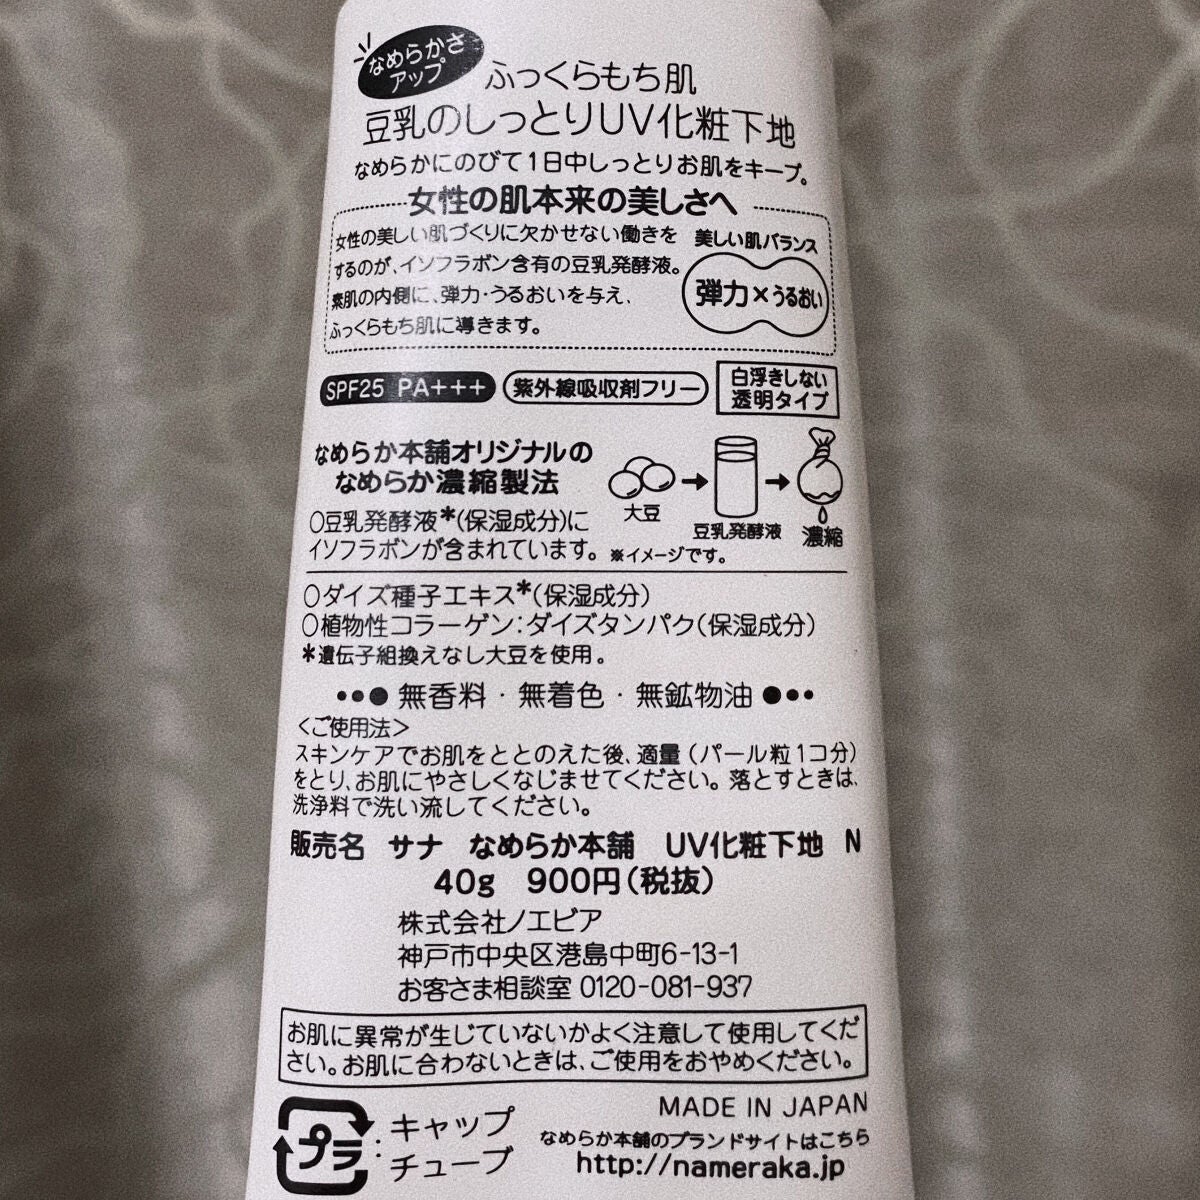 なめらかさ
アップ
ふっくらもち肌
豆乳のしっとりUV化粧下地
なめらかにのびて1日中しっとりお肌をキープ。
女性の肌本来の美しさへ
女性の美しい肌づくりに欠かせない働きを
するのが、イソフラボン含有の豆乳発酵液。
素肌の内側に、弾力・うるおいを与え、
ふっくらもち肌に導きます。
美しい肌バランス
弾力×うるおい
SPF25 PA+++
紫外線吸収剤フリー
白浮きしない
透明タイプ
なめらか本舗オリジナルの
なめらか濃縮製法
○豆乳発酵液*(保湿成分)に
イソフラボンが含まれています。
大豆
豆乳発酵液
濃縮
※イメージです。
○ダイズ種子エキス*(保湿成分)
○植物性コラーゲン:ダイズタンパク(保湿成分)
*遺伝子組換えなし大豆を使用。
無香料・無着色・無鉱物油
<ご使用法>
スキンケアでお肌をととのえた後、適量(パール粒1コ分)
をとり、お肌にやさしくなじませてください。落とすときは、
洗浄料で洗い流してください。
販売名 サナ なめらか本舗 UV化粧下地 N
40g 900円(税抜)
株式会社ノエビア
神戸市中央区港島中町6-13-1
お客さま相談室 0120-081-937
お肌に異常が生じていないかよく注意して使用してくだ
さい。お肌に合わないときは、ご使用をおやめください。
プラ
:キャップ
:チューブ
MADE IN JAPAN
なめらか本舗のブランドサイトはこちら
http://nameraka.jp